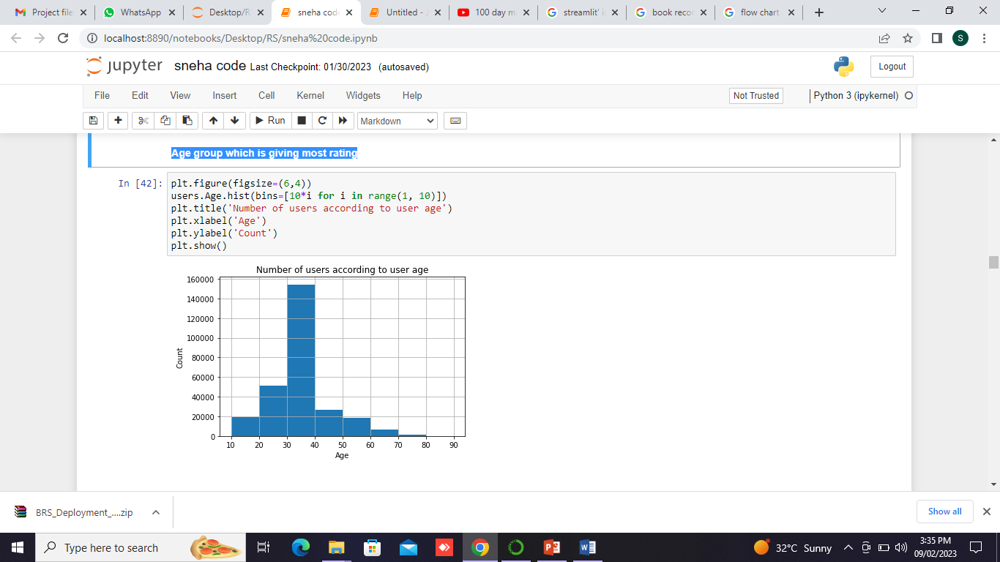 Project file
WhatsApp
Desktop/R
sneha cod
Untitled -
100 day m
streamlit' i
book reco
flow chart
localhost:8890/notebooks/Desktop/RS/sneha%20code.ipynb
S
jupyter sneha code Last Checkpoint: 01/30/2023 (autosaved)
Logout
File Edit View Insert Cell Kernel Widgets Help
Not Trusted
Python 3 (ipykernel)
Run
Markdown
Age group which is giving most rating
In [42]:
plt.figure(figsize=(6,4))
users.Age.hist(bins=[10*i for i in range(1, 10)])
plt.title('Number of users according to user age')
plt.xlabel('Age')
plt.ylabel('Count')
plt.show()
Number of users according to user age
160000
140000
120000
100000
80000
60000
40000
20000
0
Count
10 20 30 40 50 60 70 80 90
Age
BRS_Deployment_....zip
Show all
Type here to search
32°C Sunny
3:35 PM
09/02/2023